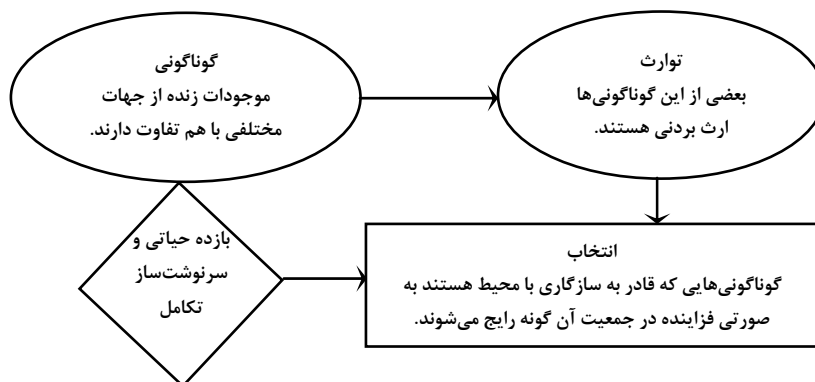 گوناگونی
موجودات زنده از جهات
مختلفی با هم تفاوت دارند.
توارث
بعضی از این گوناگونی‌ها
ارث بردنی هستند.
بازده حیاتی و
سرنوشت‌ساز
تکامل
انتخاب
گوناگونی‌هایی که قادر به سازگاری با محیط هستند به
صورتی فزاینده در جمعیت آن گونه رایج می‌شوند.